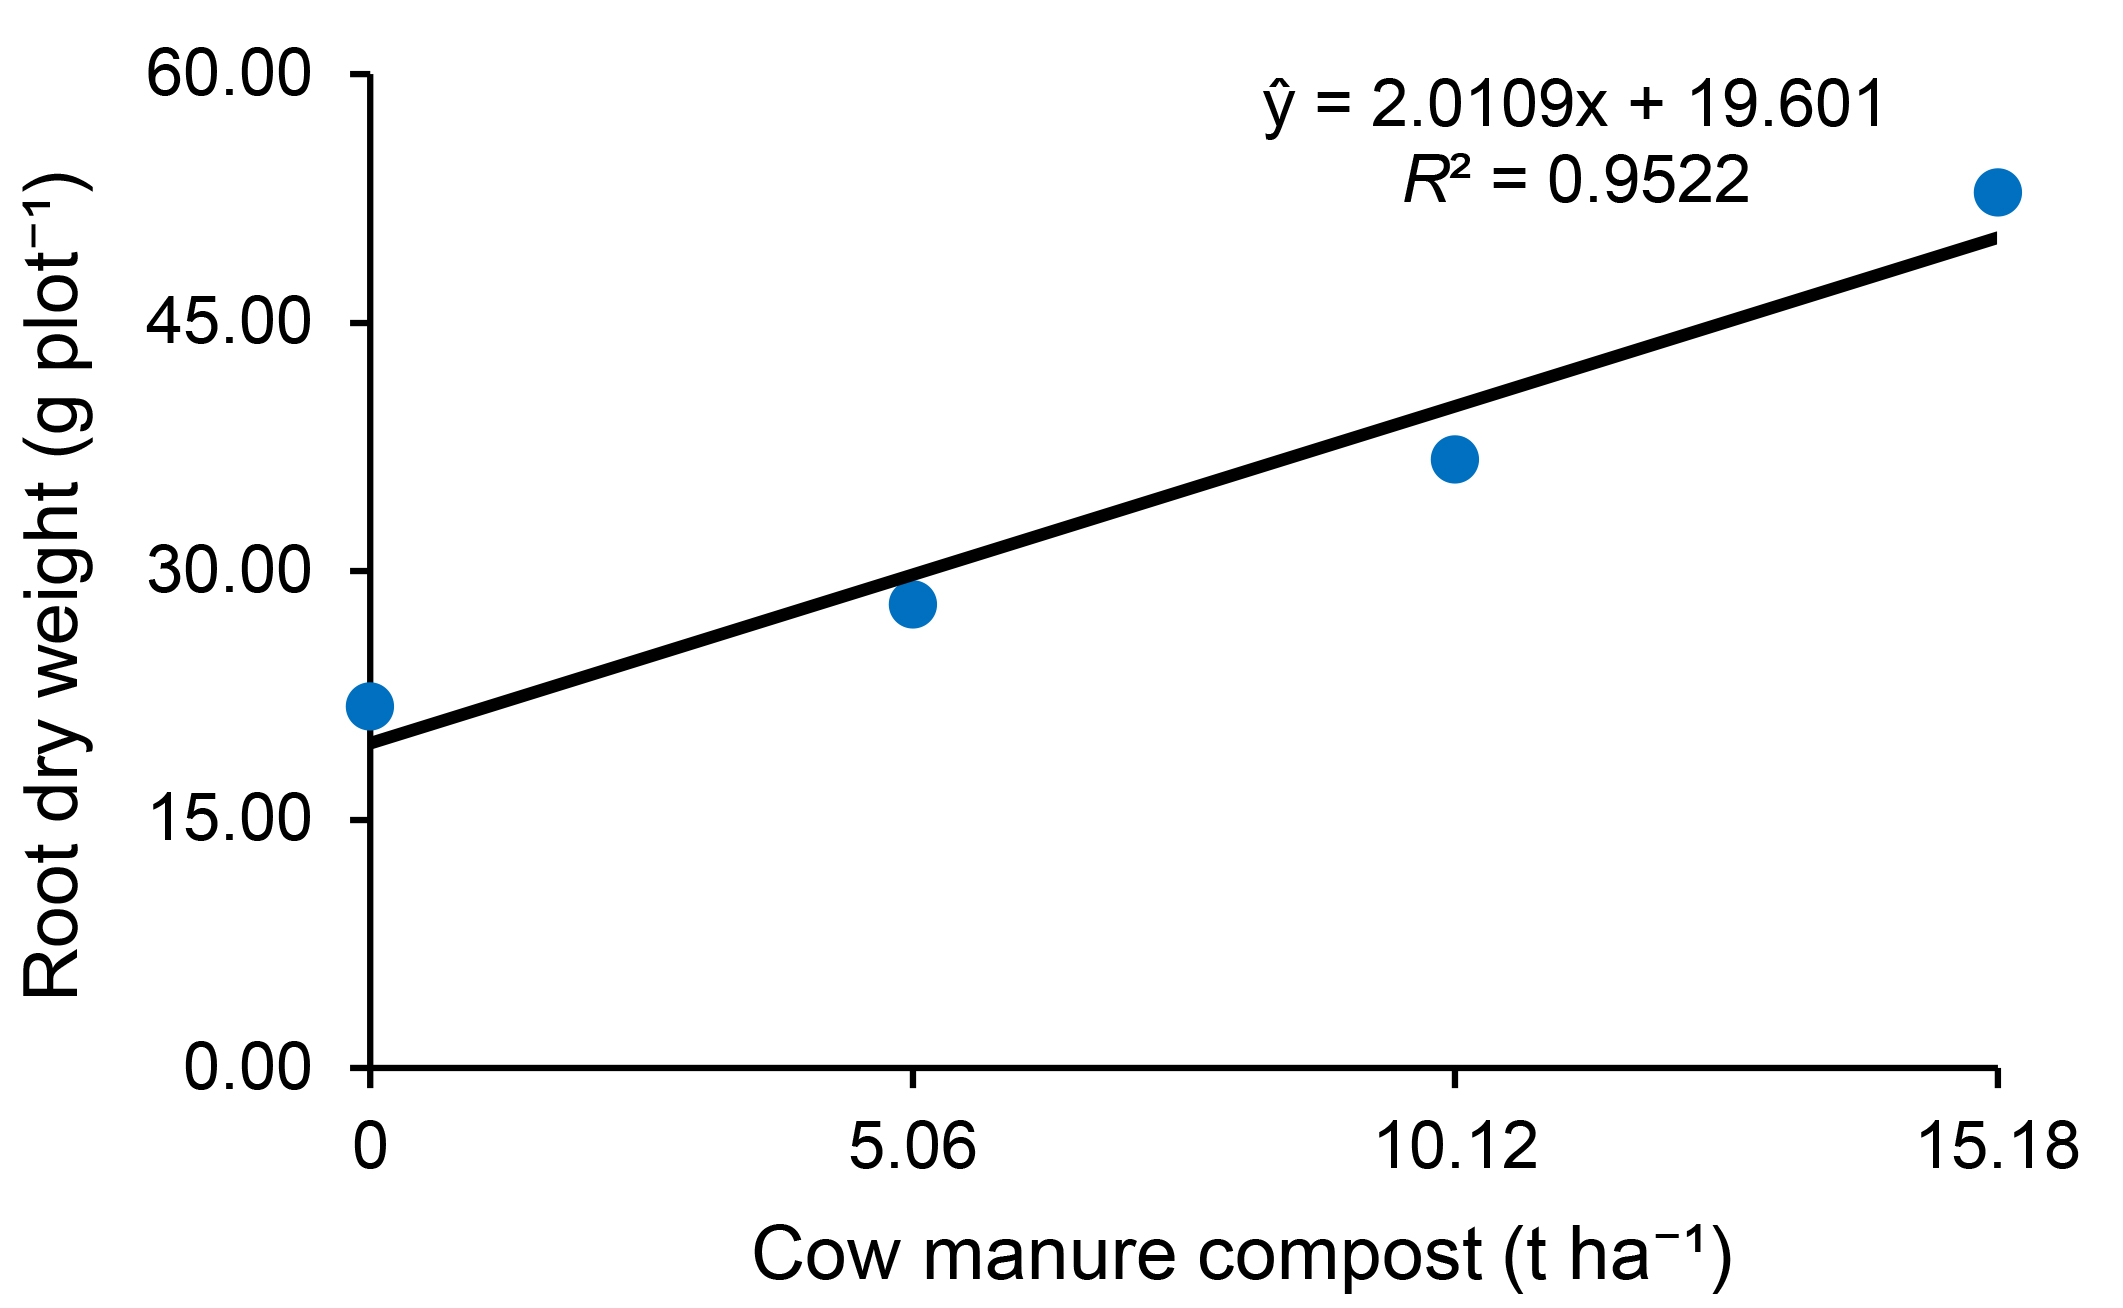 60.00
45.00
30.00
15.00
0.00
Root dry weight (g plot⁻¹)
ŷ = 2.0109x + 19.601
R² = 0.9522
0
5.06
10.12
15.18
Cow manure compost (t ha⁻¹)